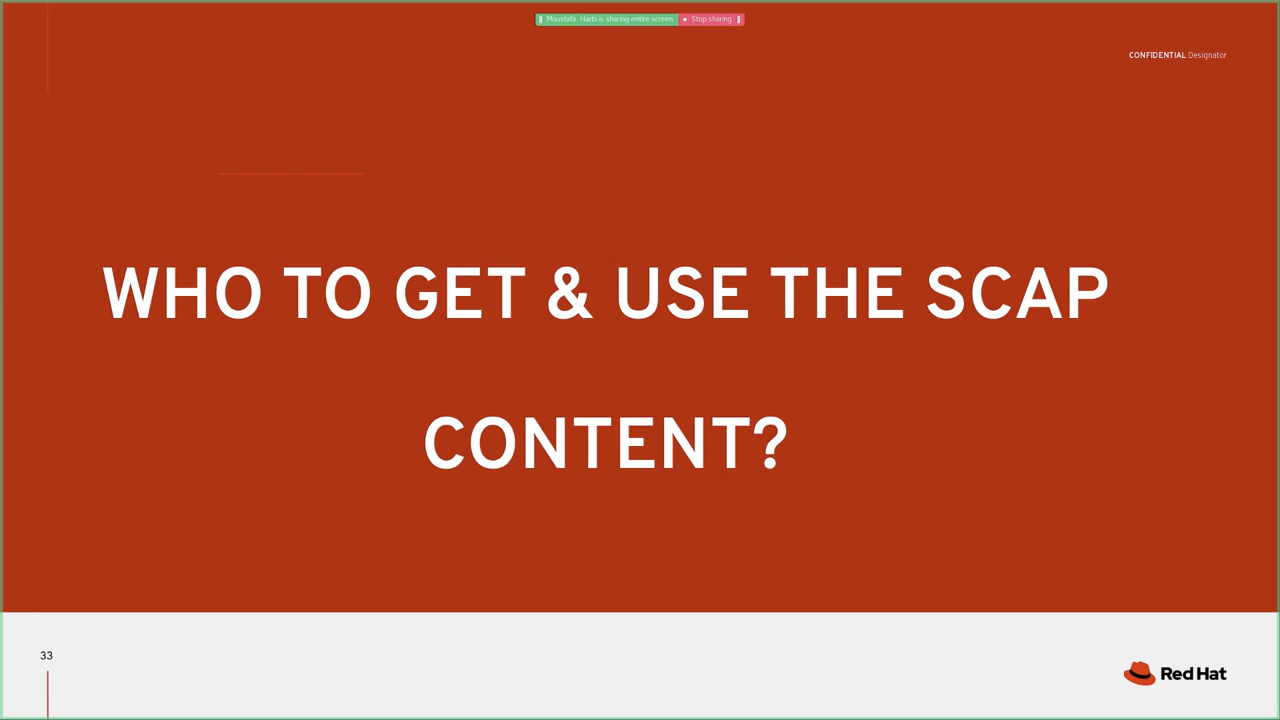 Moustafa Harbi is sharing entire screen Stop sharing
CONFIDENTIAL Designator
WHO TO GET & USE THE SCAP
CONTENT?
33
Red Hat